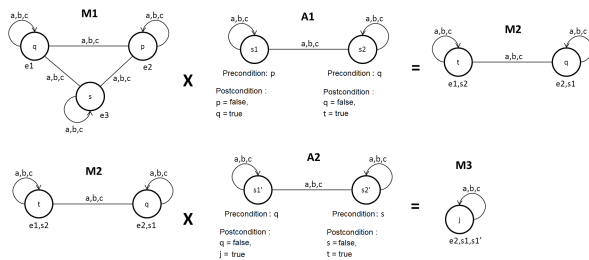 M1
A1
M2
a,b,c
a,b,c
a,b,c
a,b,c
a,b,c
a,b,c
q
a,b,c
p
s1
a,b,c
s2
t
a,b,c
q
e1
e2
e1,s2
e2,s1
a,b,c
a,b,c
Precondition: p
Precondition : q
X
=
s
Postcondition :
p = false,
q = true
Postcondition :
q = false,
t = true
e3
a,b,c
M2
A2
M3
a,b,c
a,b,c
a,b,c
a,b,c
a,b,c
t
a,b,c
q
s1'
a,b,c
s2'
j
e1,s2
e2,s1
X
Precondition : q
Precondition : s
=
e2,s1,s1'
Postcondition :
q = false,
j = true
Postcondition :
s = false,
t = true